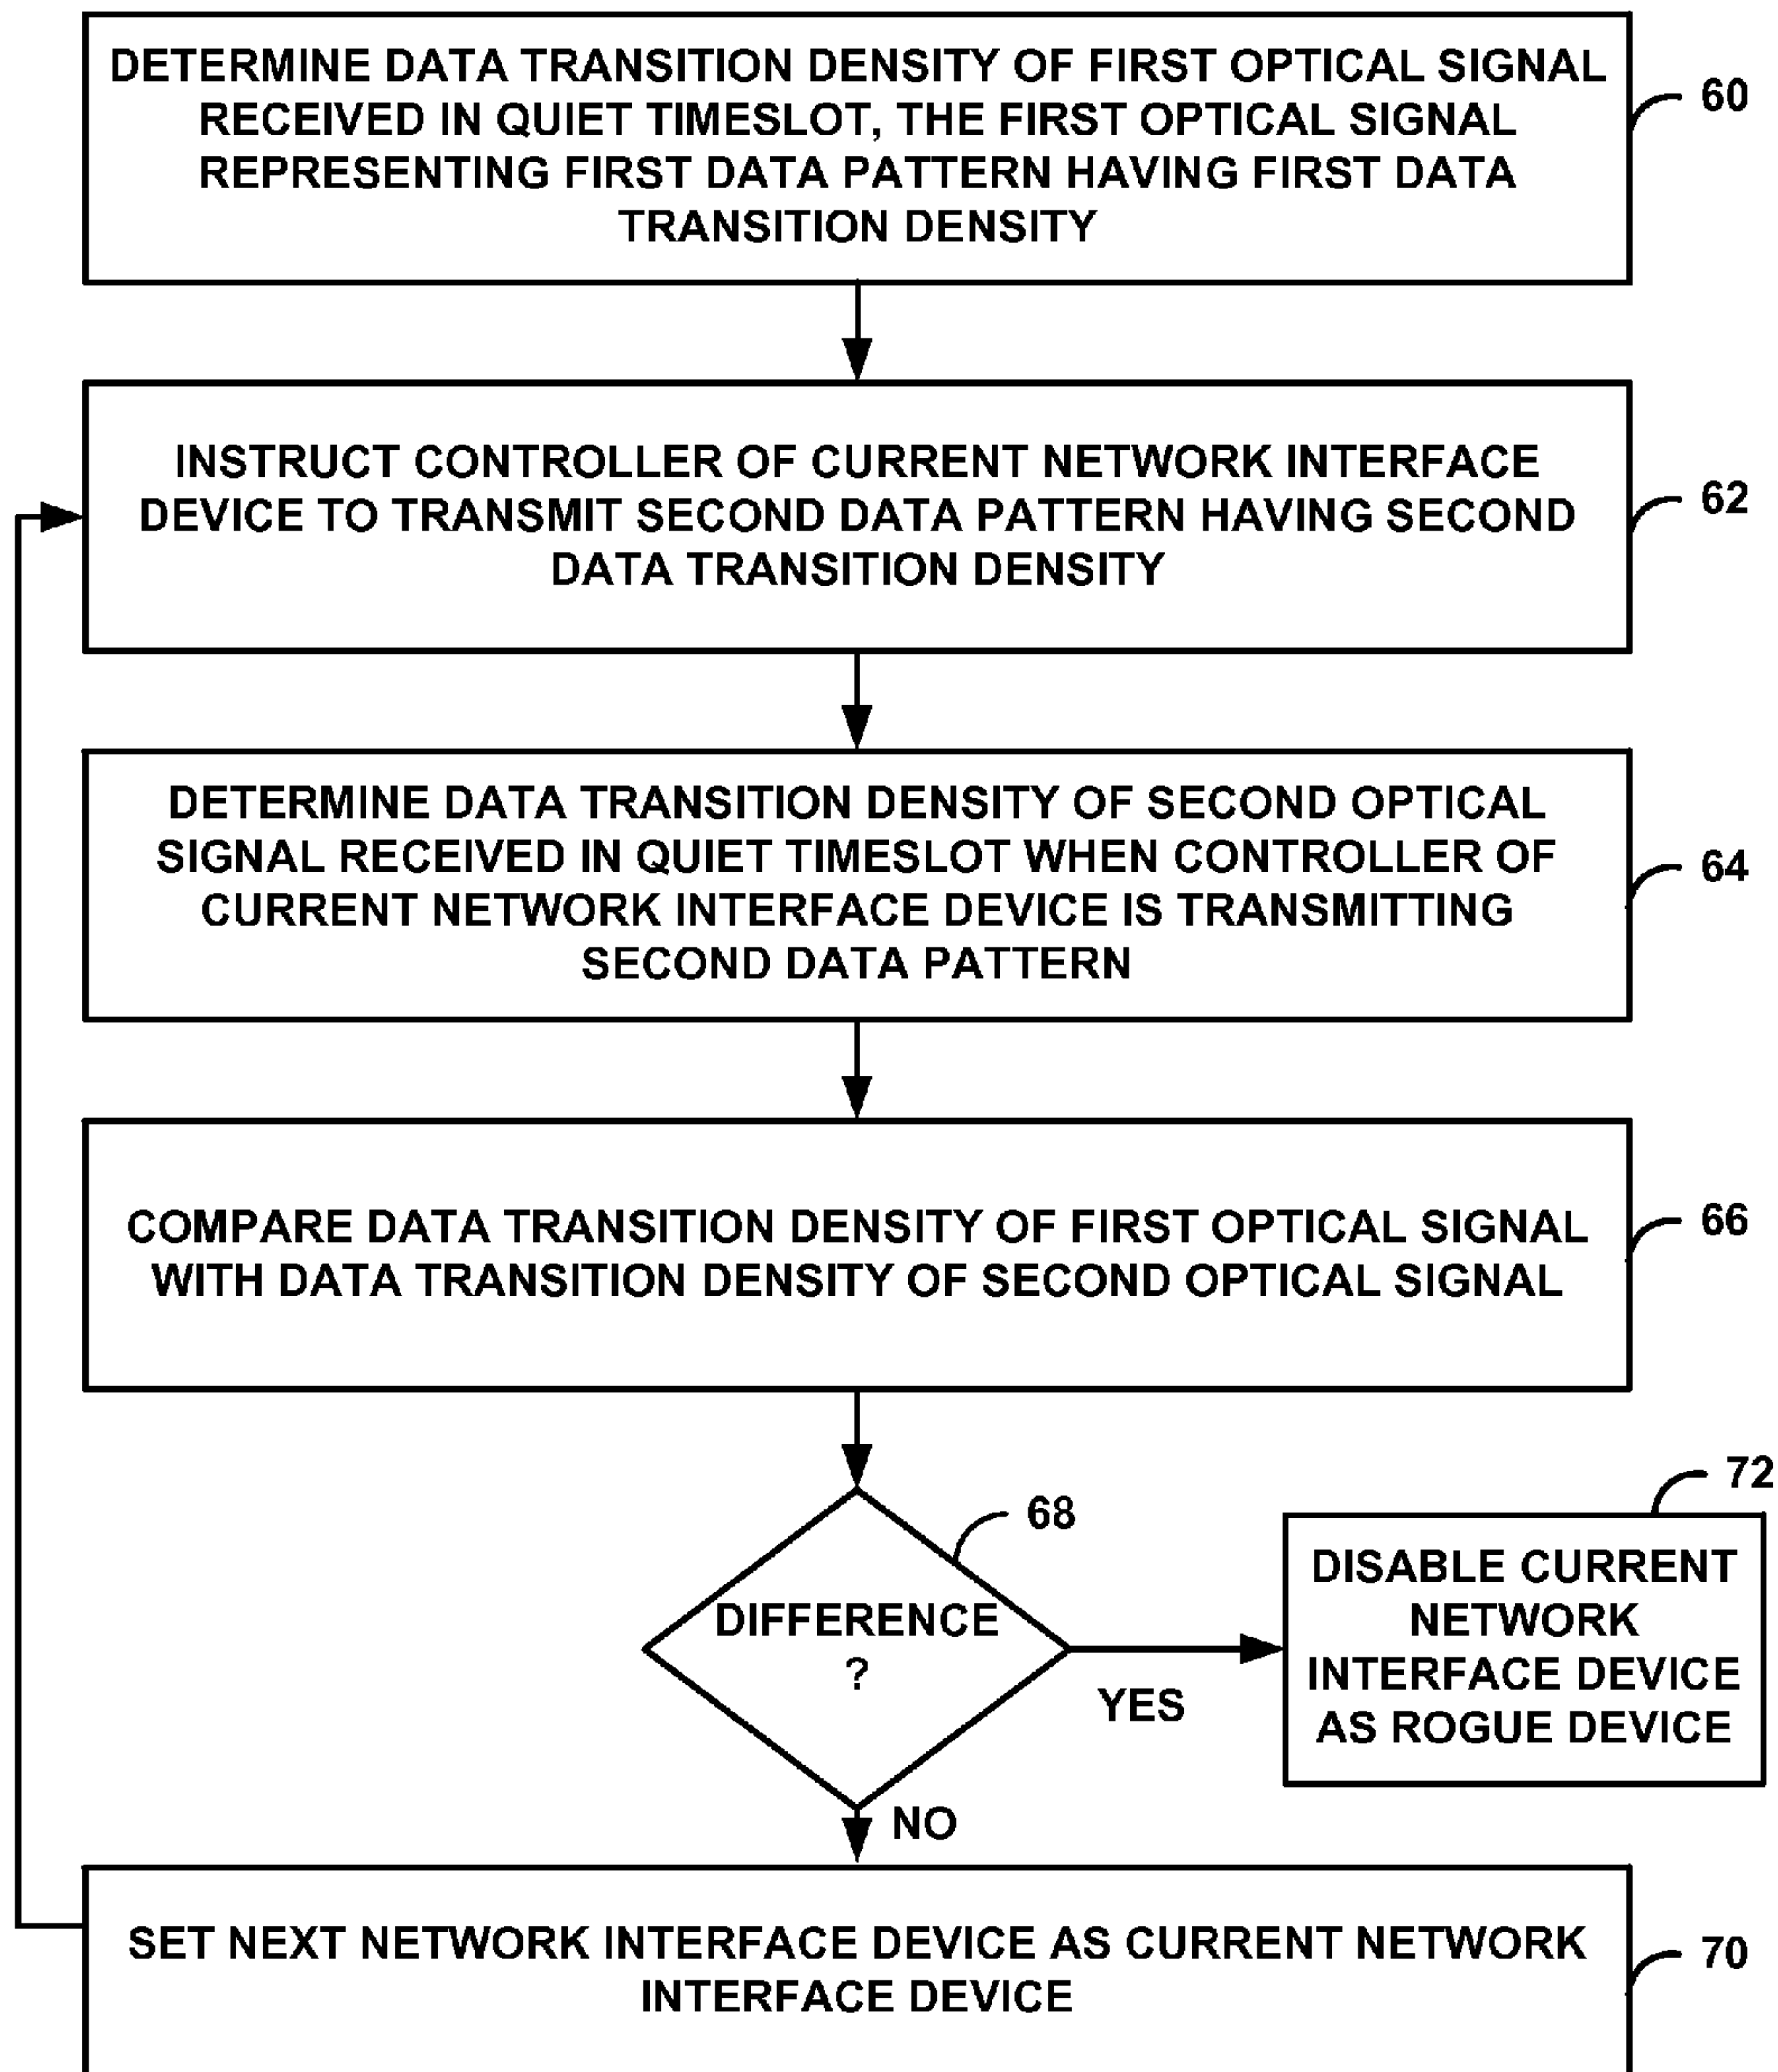 DETERMINE DATA TRANSITION DENSITY OF FIRST OPTICAL SIGNAL
RECEIVED IN QUIET TIMESLOT, THE FIRST OPTICAL SIGNAL
REPRESENTING FIRST DATA PATTERN HAVING FIRST DATA
TRANSITION DENSITY
60
INSTRUCT CONTROLLER OF CURRENT NETWORK INTERFACE
DEVICE TO TRANSMIT SECOND DATA PATTERN HAVING SECOND
DATA TRANSITION DENSITY
62
DETERMINE DATA TRANSITION DENSITY OF SECOND OPTICAL
SIGNAL RECEIVED IN QUIET TIMESLOT WHEN CONTROLLER OF
CURRENT NETWORK INTERFACE DEVICE IS TRANSMITTING
SECOND DATA PATTERN
64
COMPARE DATA TRANSITION DENSITY OF FIRST OPTICAL SIGNAL
WITH DATA TRANSITION DENSITY OF SECOND OPTICAL SIGNAL
66
DIFFERENCE
?
68
YES
72
DISABLE CURRENT
NETWORK
INTERFACE DEVICE
AS ROGUE DEVICE
NO
SET NEXT NETWORK INTERFACE DEVICE AS CURRENT NETWORK
INTERFACE DEVICE
70